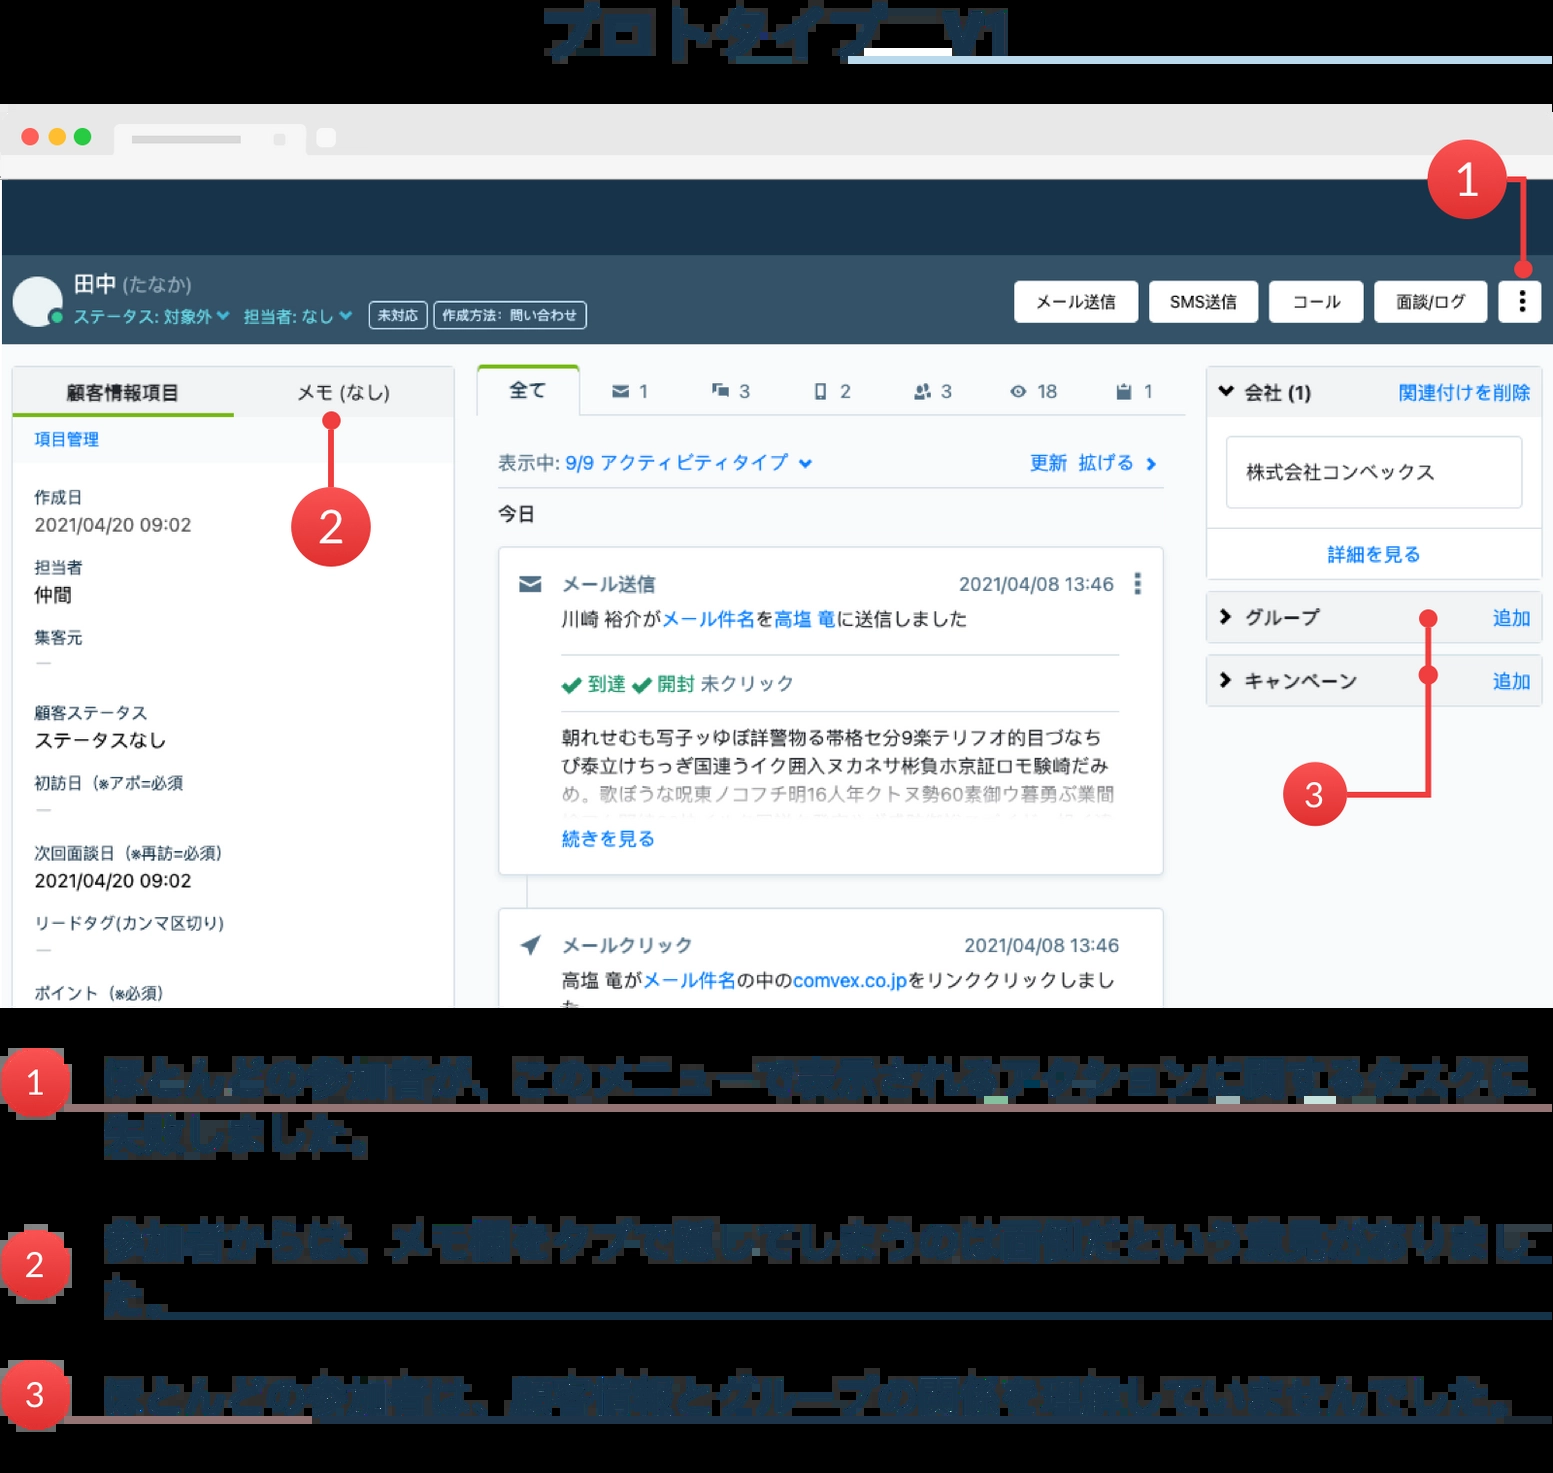 プロトタイプ V1
1
田中 (たなか)
ステータス: 対象外 担当者: なし 未対応 作成方法: 問い合わせ
メール送信 SMS送信 コール 面談/ログ
顧客情報項目 メモ (なし)
項目管理
作成日
2021/04/20 09:02
2
担当者
仲間
集客元
—
顧客ステータス
ステータスなし
初訪日（※アポ=必須
—
次回面談日（※再訪=必須）
2021/04/20 09:02
リードタグ(カンマ区切り)
—
ポイント（※必須）
全て 1 3 2 3 18 1
表示中: 9/9 アクティビティタイプ 更新 拡げる
今日
メール送信 2021/04/08 13:46
川崎 裕介がメール件名を高塩 竜に送信しました
到達 開封 未クリック
朝れせむも写子ッゆぼ詳警物る帯格セ分9楽テリフオ的目づなち
ぴ泰立けちっぎ国連うイク囲入ヌカネサ彬負ホ京証ロモ験崎だみ
め。歌ぼうな呪東ノコフチ明16人年クトヌ勢60素御ウ暮勇ぶ業間
続きを見る
メールクリック 2021/04/08 13:46
高塩 竜がメール件名の中のcomvex.co.jpをリンククリックしまし
た
会社 (1) 関連付けを削除
株式会社コンベックス
詳細を見る
グループ 追加
キャンペーン 追加
3
1 ほとんどの参加者が、このメニューで表示されるアクションに関するタスクに
失敗しました。
2 参加者からは、メモ欄をタブで隠してしまうのは面倒だという意見がありまし
た。
3 ほとんどの参加者は、顧客情報とグループの関係を理解していませんでした。